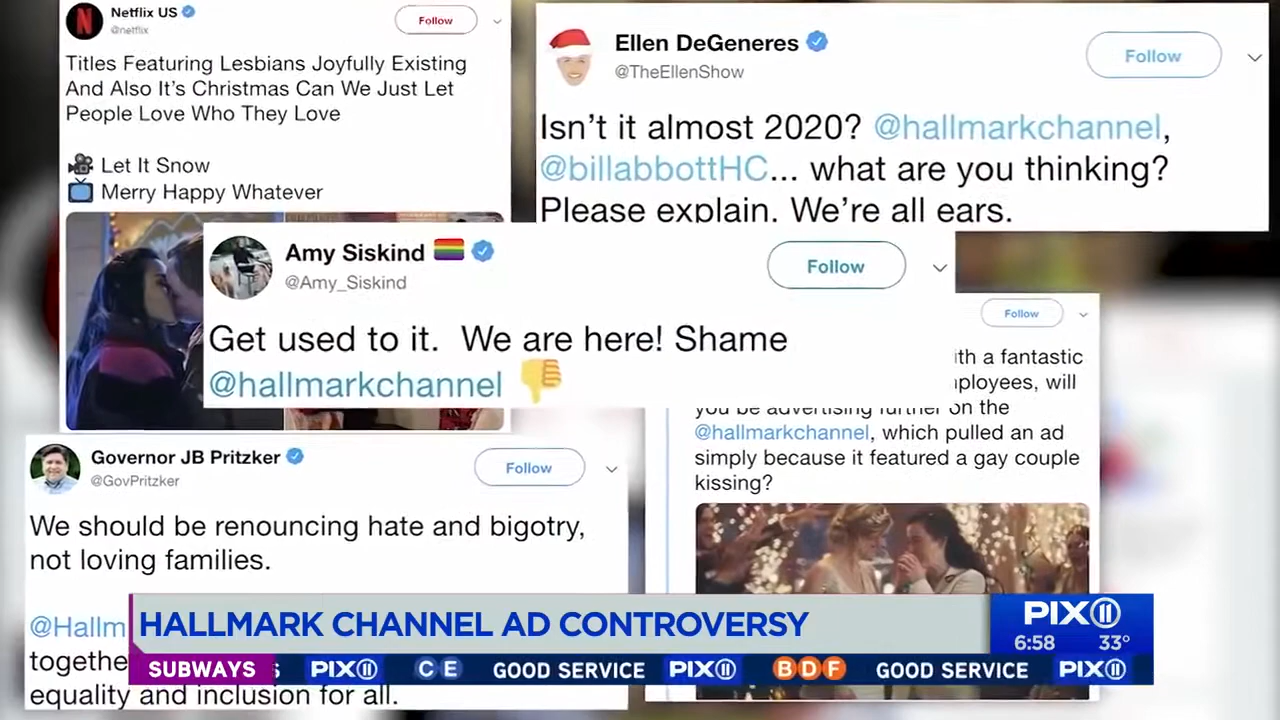 Netflix US
@netflix
Follow
Titles Featuring Lesbians Joyfully Existing
And Also It's Christmas Can We Just Let
People Love Who They Love
Let It Snow
Merry Happy Whatever
Ellen DeGeneres
@TheEllenShow
Follow
Isn't it almost 2020? @hallmarkchannel,
@billabbottHC... what are you thinking?
Please explain. We're all ears.
Amy Siskind
@Amy_Siskind
Follow
Get used to it. We are here! Shame
@hallmarkchannel
Follow
with a fantastic
will
you be advertising further on the
@hallmarkchannel, which pulled an ad
simply because it featured a gay couple
kissing?
Governor JB Pritzker
@GovPritzker
Follow
We should be renouncing hate and bigotry,
not loving families.
@Hallm
togethe
equality and inclusion for all.
HALLMARK CHANNEL AD CONTROVERSY
PIX11
6:58 33°
SUBWAYS S PIX11 C E GOOD SERVICE PIX11 B D F GOOD SERVICE PIX11